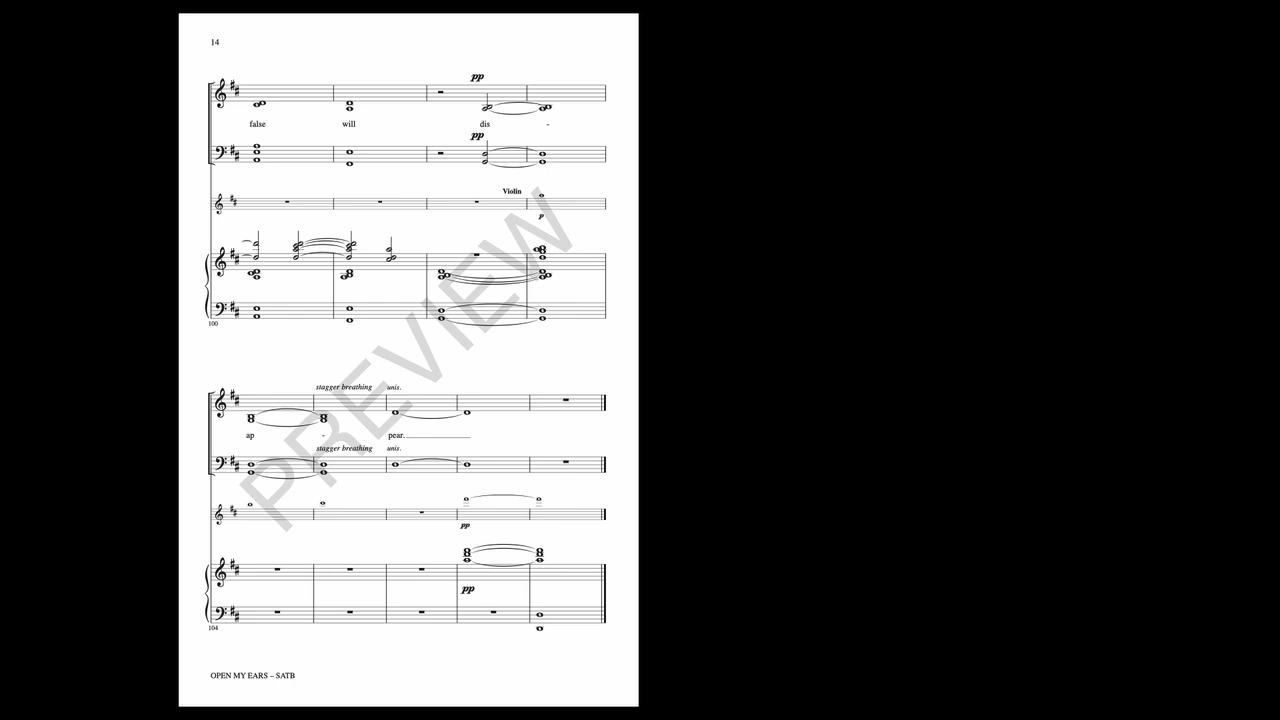 14
pp
false will dis -
pp
Violin
p
100
stagger breathing unis.
ap - pear.
stagger breathing unis.
pp
pp
104
OPEN MY EARS – SATB
PREVIEW